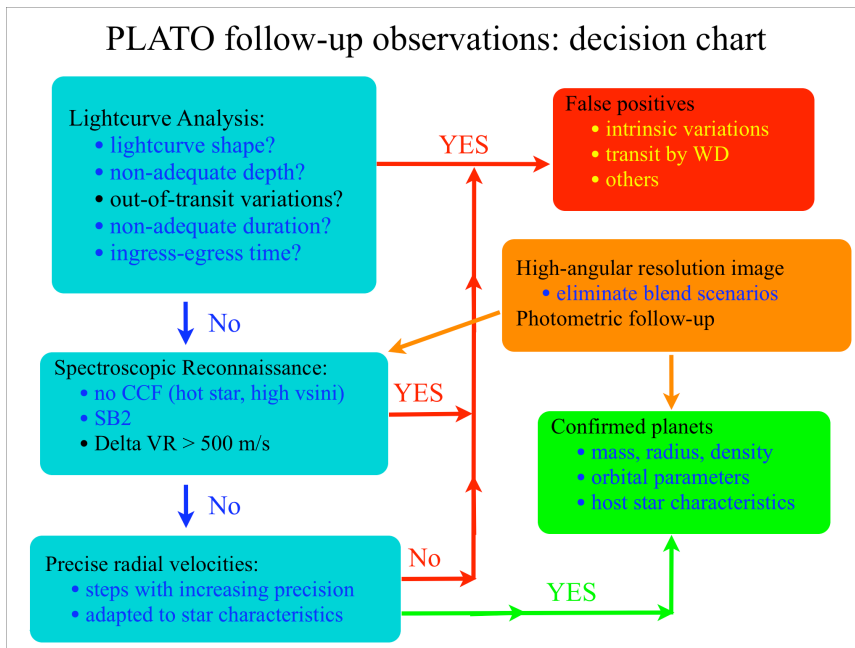 PLATO follow-up observations: decision chart
Lightcurve Analysis:
• lightcurve shape?
• non-adequate depth?
• out-of-transit variations?
• non-adequate duration?
• ingress-egress time?
YES
False positives
• intrinsic variations
• transit by WD
• others
No
High-angular resolution image
• eliminate blend scenarios
Photometric follow-up
Spectroscopic Reconnaissance:
• no CCF (hot star, high vsini)
• SB2
• Delta VR > 500 m/s
YES
Confirmed planets
• mass, radius, density
• orbital parameters
• host star characteristics
No
Precise radial velocities:
• steps with increasing precision
• adapted to star characteristics
No
YES